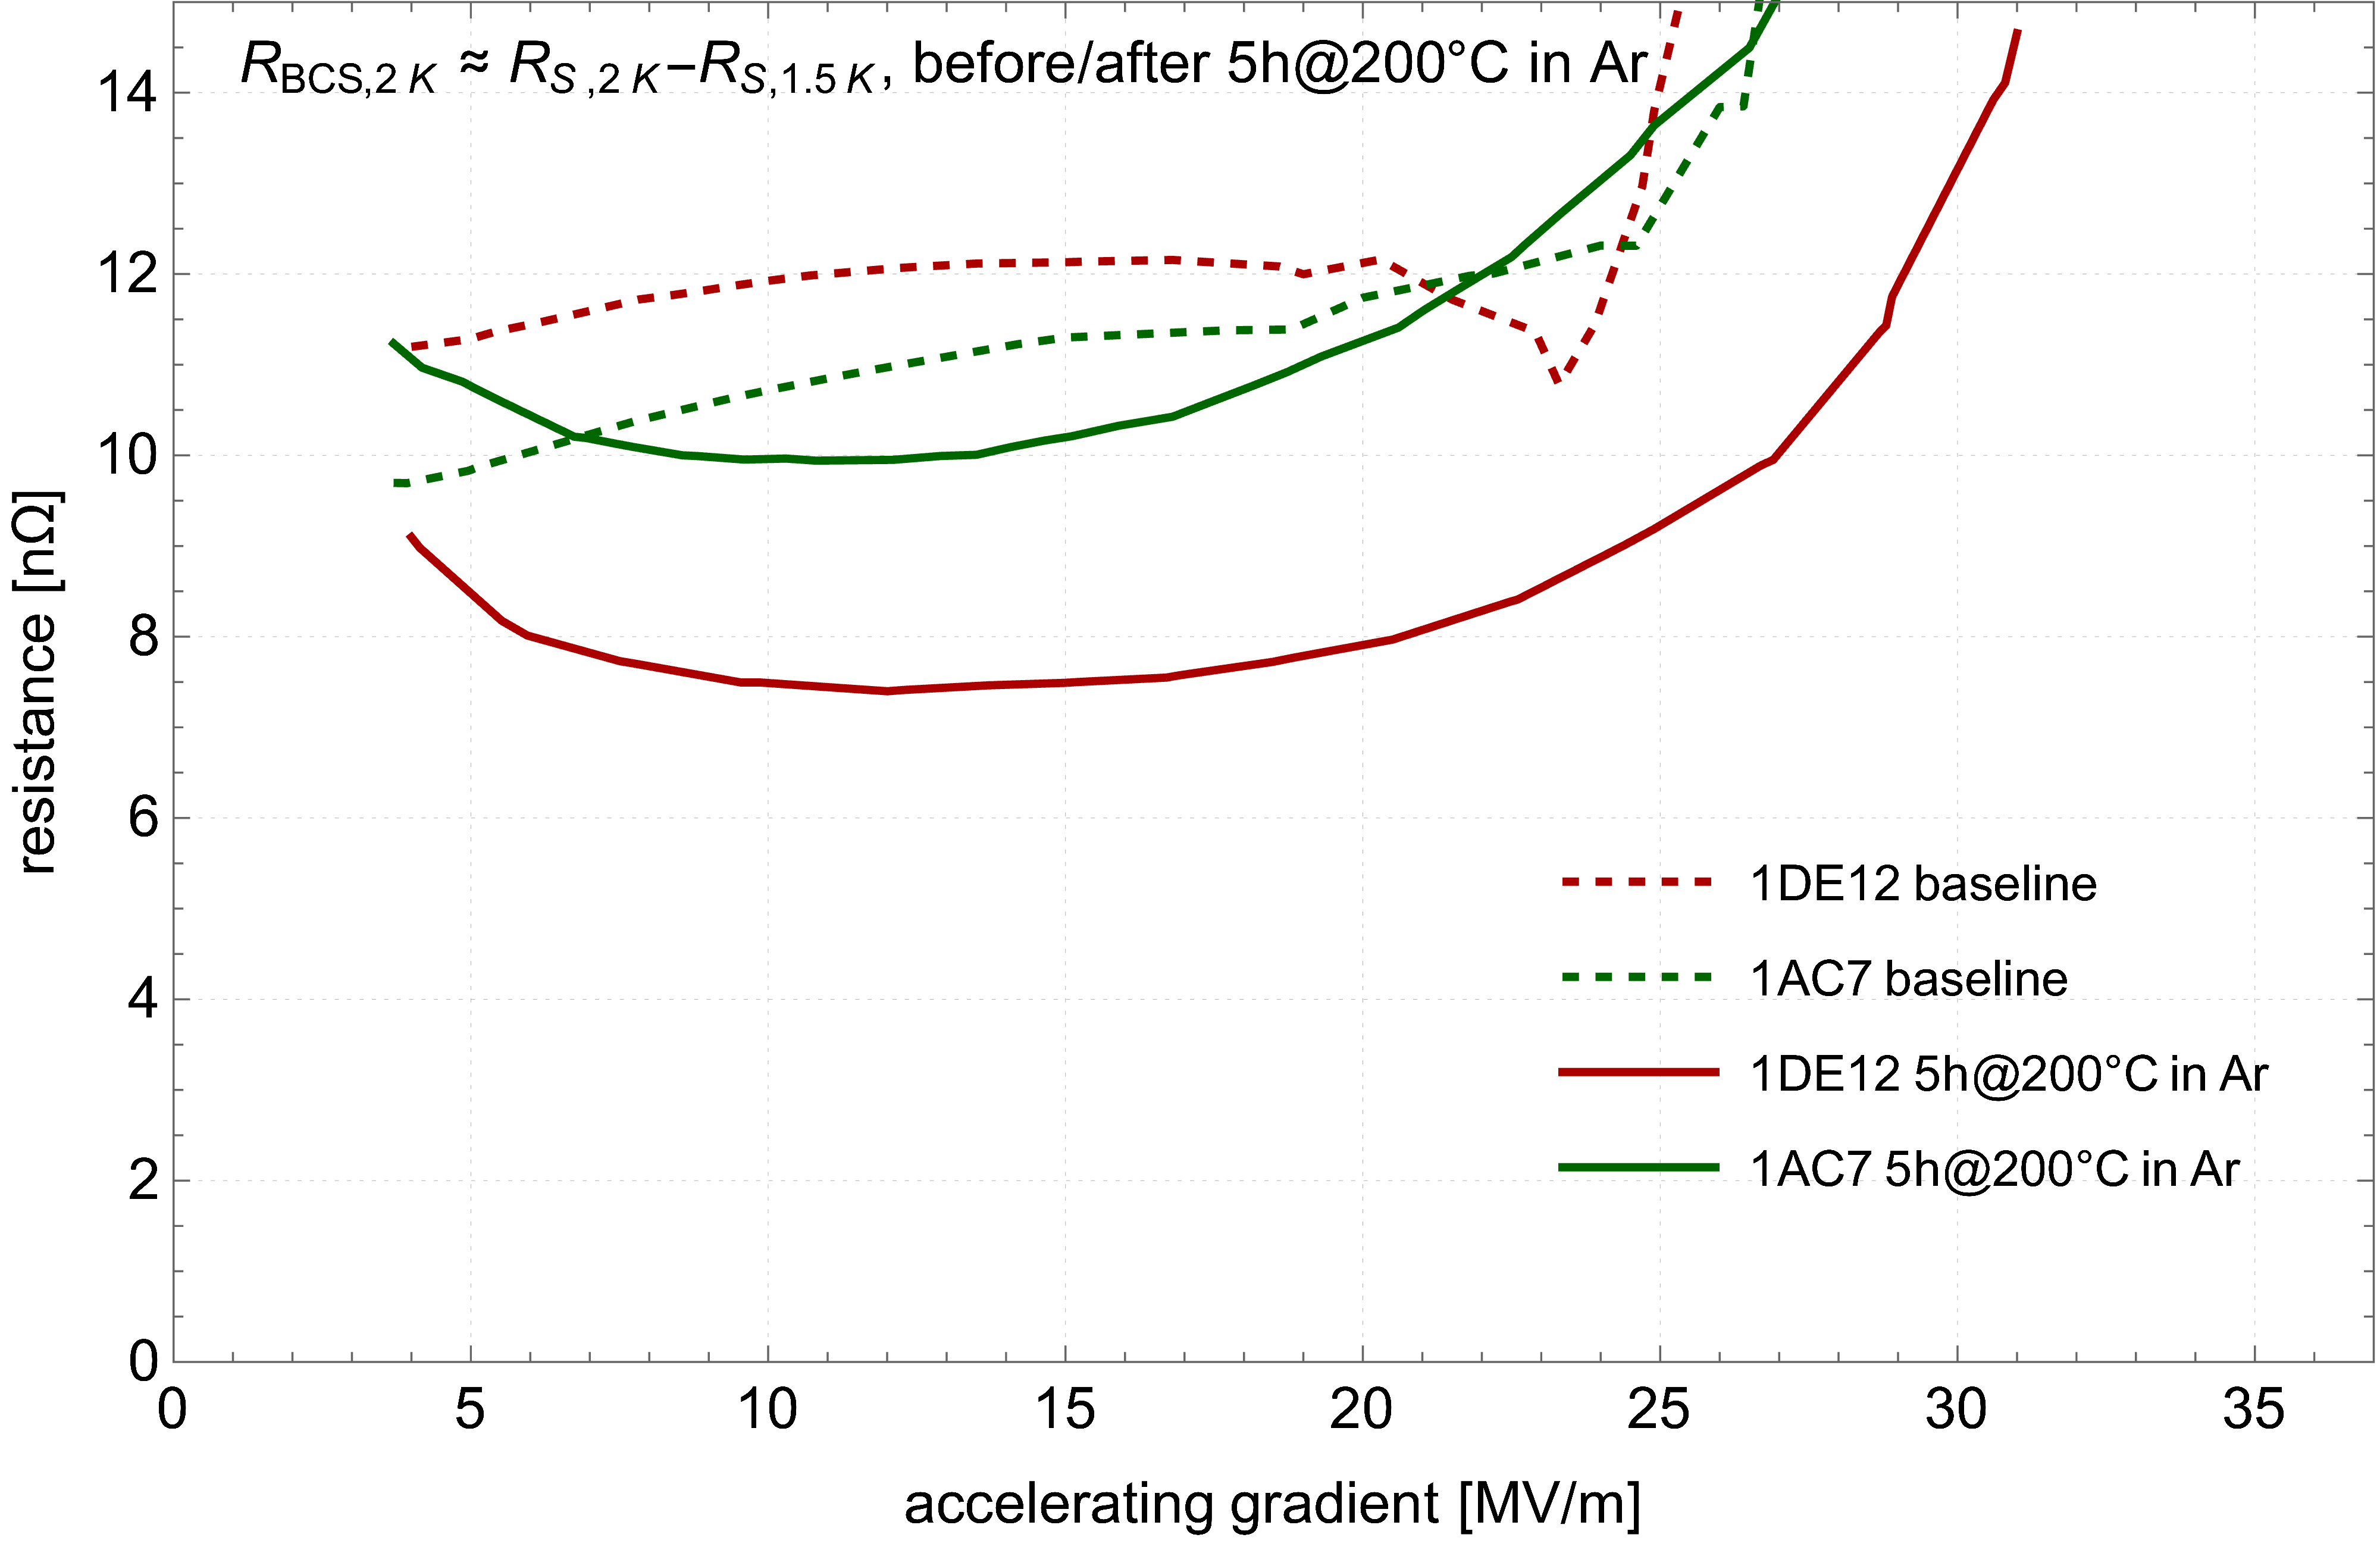 R_BCS,2 K ≈ R_S,2 K–R_S,1.5 K, before/after 5h@200°C in Ar
14
12
10
8
6
4
2
0
resistance [nΩ]
1DE12 baseline
1AC7 baseline
1DE12 5h@200°C in Ar
1AC7 5h@200°C in Ar
0 5 10 15 20 25 30 35
accelerating gradient [MV/m]